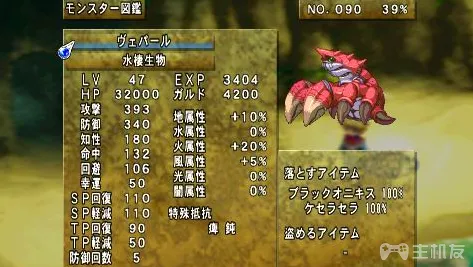 モンスター図鑑
NO. 090 39%
ヴェパール
水棲生物
LV 47 EXP 3404
HP 32000 ガルド 4200
攻撃 393
防御 340
知性 180
命中 132
回避 106
幸運 50
SP回復 110
SP軽減 110
TP回復 90
TP軽減 50
防御回数 5
地属性 +10%
水属性 0%
火属性 +20%
風属性 +5%
光属性 0%
闇属性 0%
特殊抵抗
痺 鈍
落とすアイテム
ブラックオニキス 100%
ケセラセラ 100%
盗めるアイテム
-
主机友